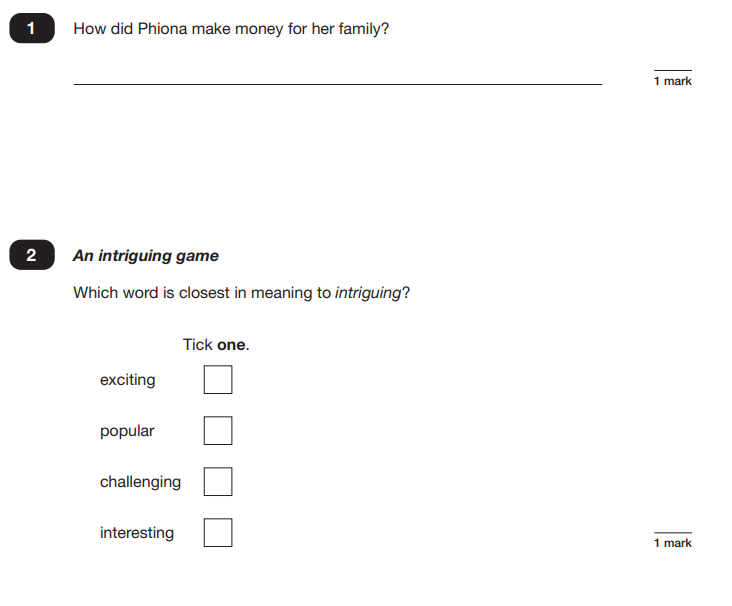 1 How did Phiona make money for her family?
1 mark
2 An intriguing game
Which word is closest in meaning to intriguing?
Tick one.
exciting
popular
challenging
interesting
1 mark